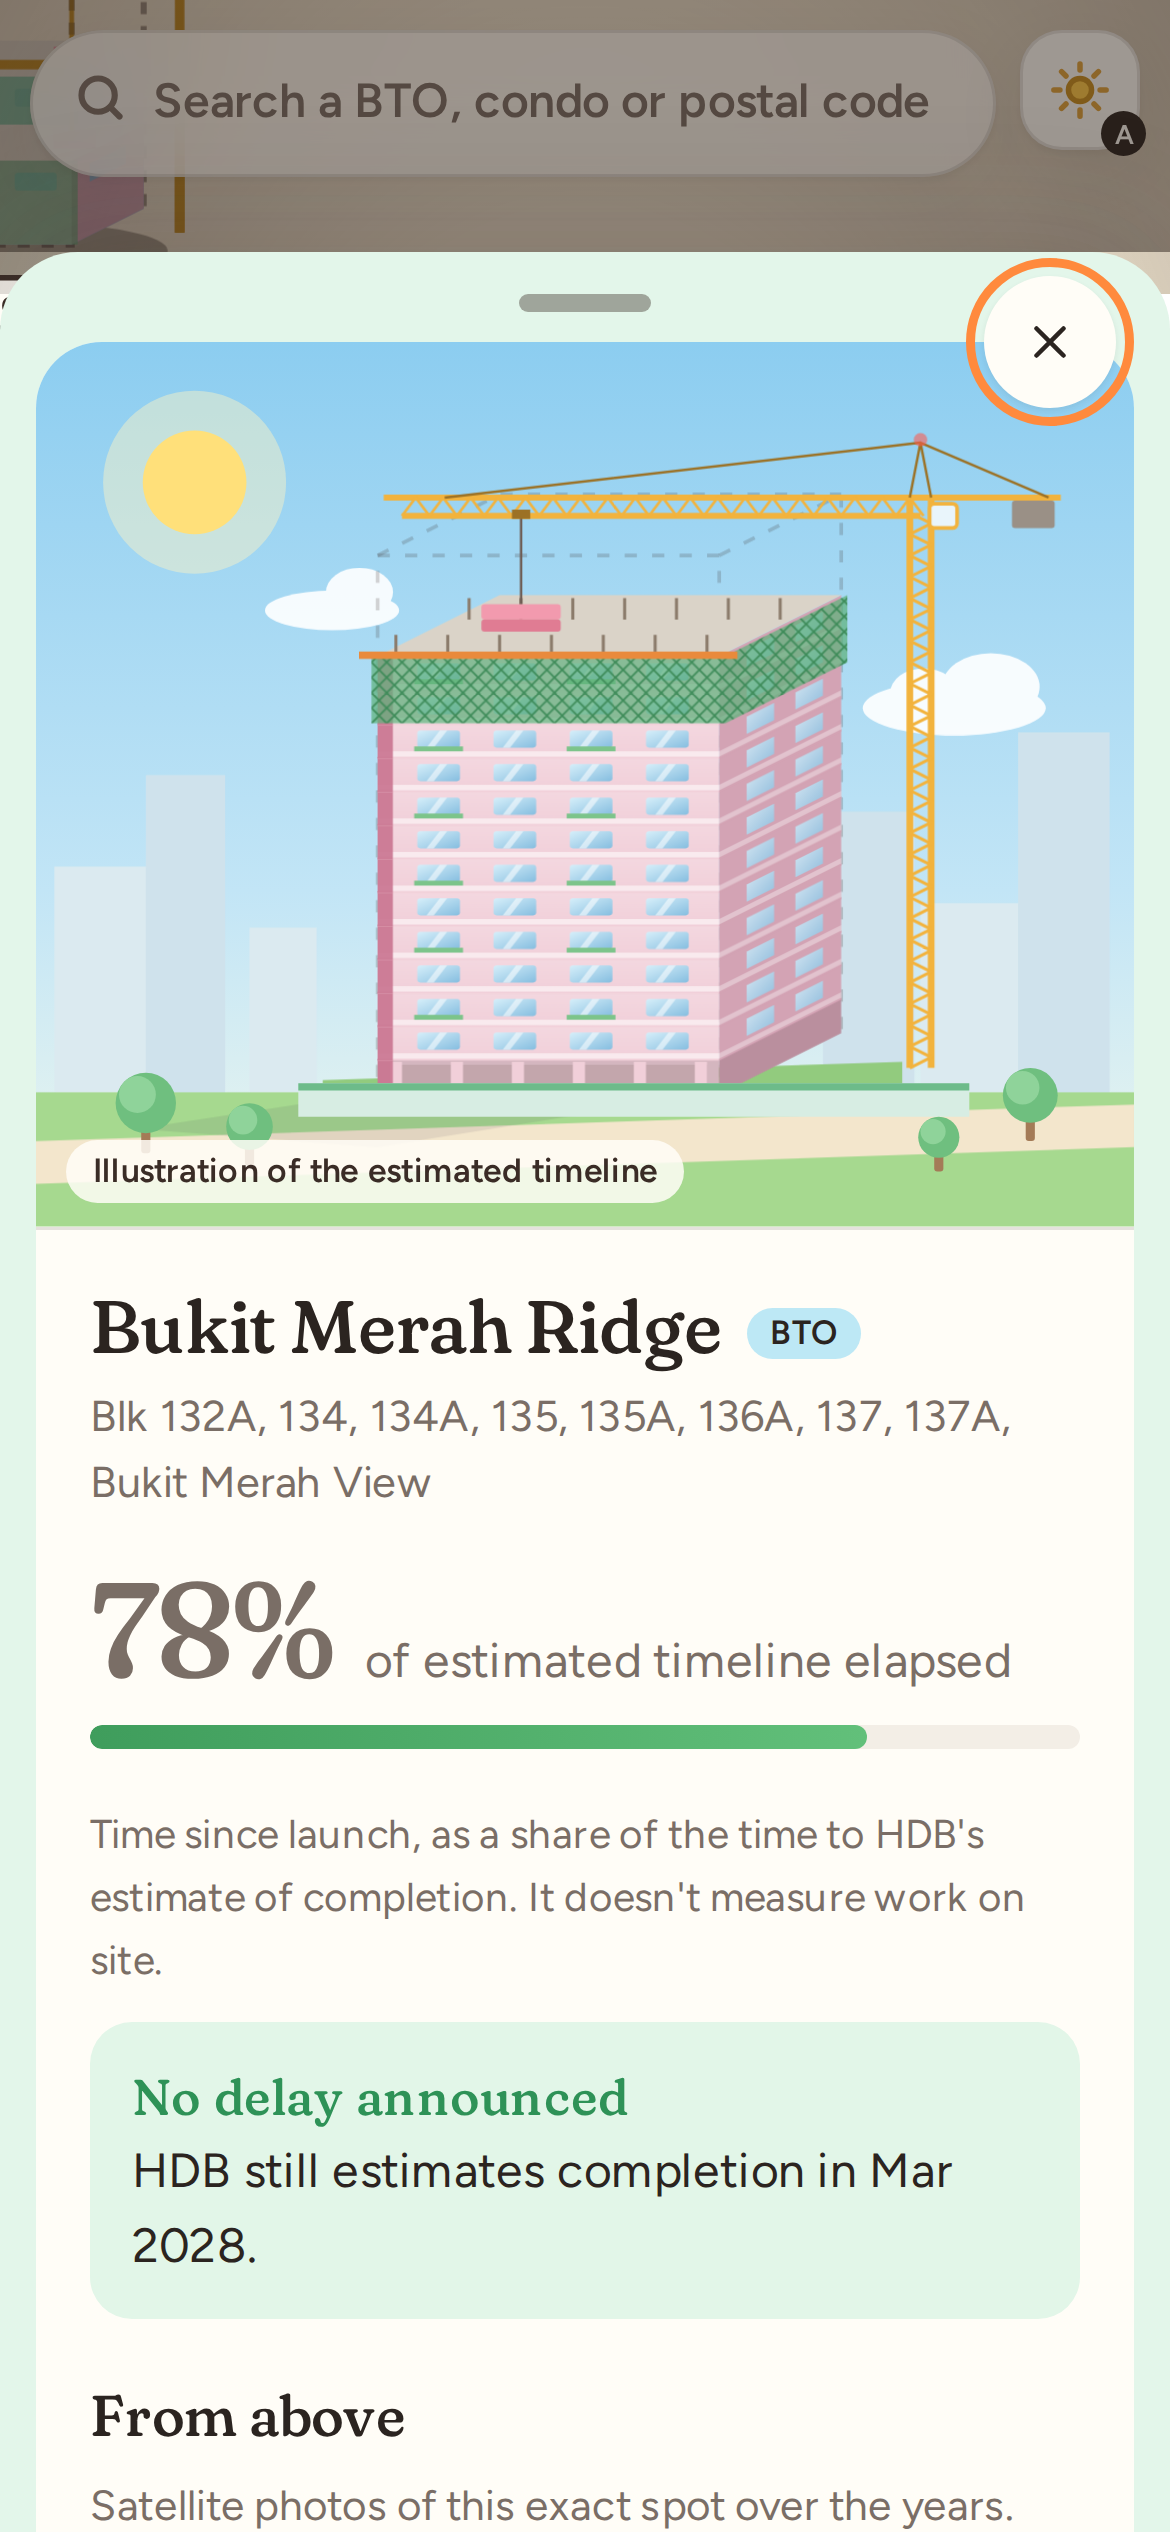 Search a BTO, condo or postal code
A
Illustration of the estimated timeline
Bukit Merah Ridge BTO
Blk 132A, 134, 134A, 135, 135A, 136A, 137, 137A,
Bukit Merah View
78% of estimated timeline elapsed
Time since launch, as a share of the time to HDB's
estimate of completion. It doesn't measure work on
site.
No delay announced
HDB still estimates completion in Mar
2028.
From above
Satellite photos of this exact spot over the years.